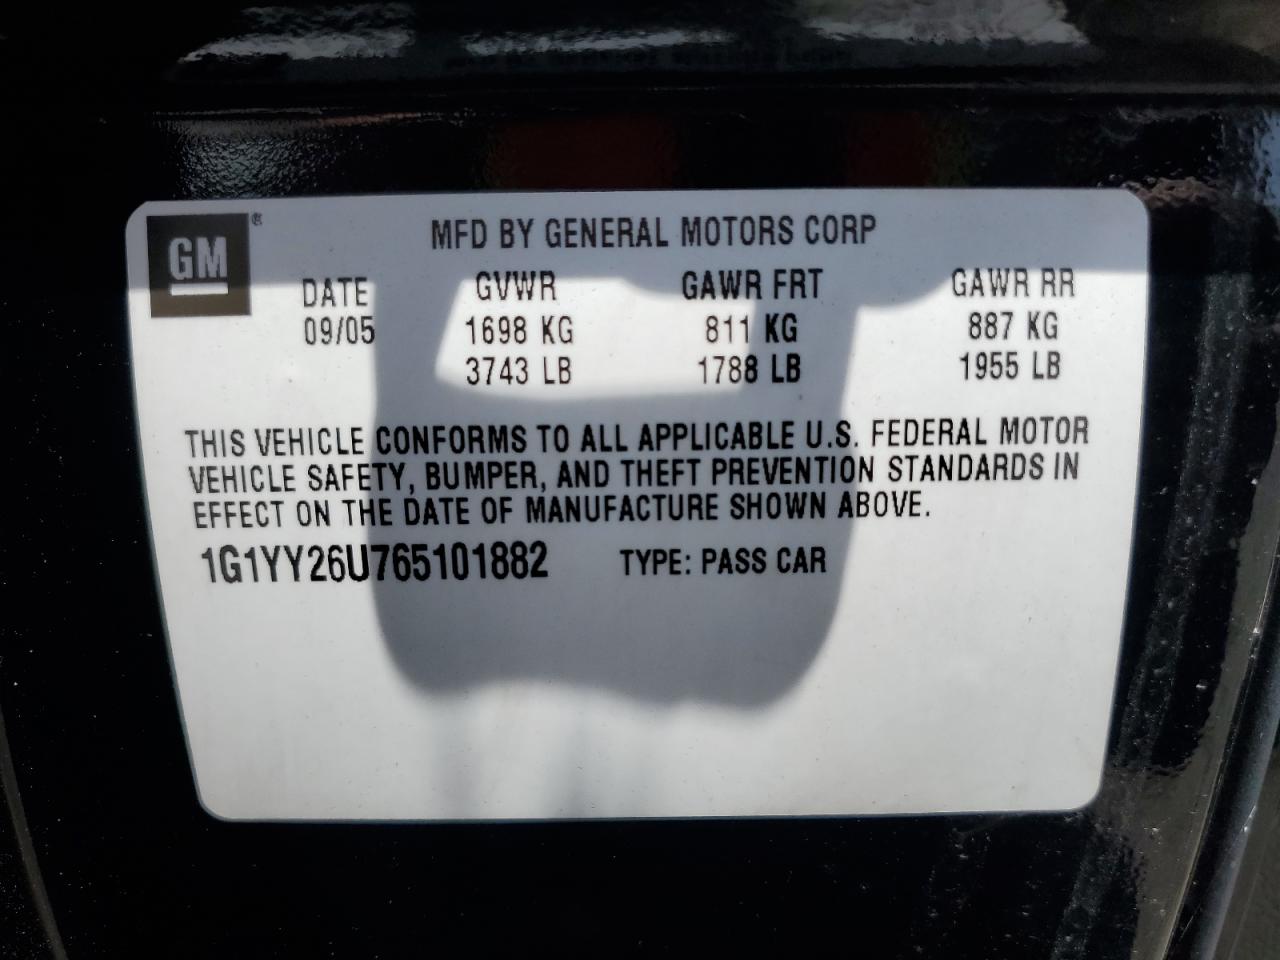 GM ®
MFD BY GENERAL MOTORS CORP
DATE GVWR GAWR FRT GAWR RR
09/05 1698 KG 811 KG 887 KG
3743 LB 1788 LB 1955 LB
THIS VEHICLE CONFORMS TO ALL APPLICABLE U.S. FEDERAL MOTOR
VEHICLE SAFETY, BUMPER, AND THEFT PREVENTION STANDARDS IN
EFFECT ON THE DATE OF MANUFACTURE SHOWN ABOVE.
1G1YY26U765101882 TYPE: PASS CAR